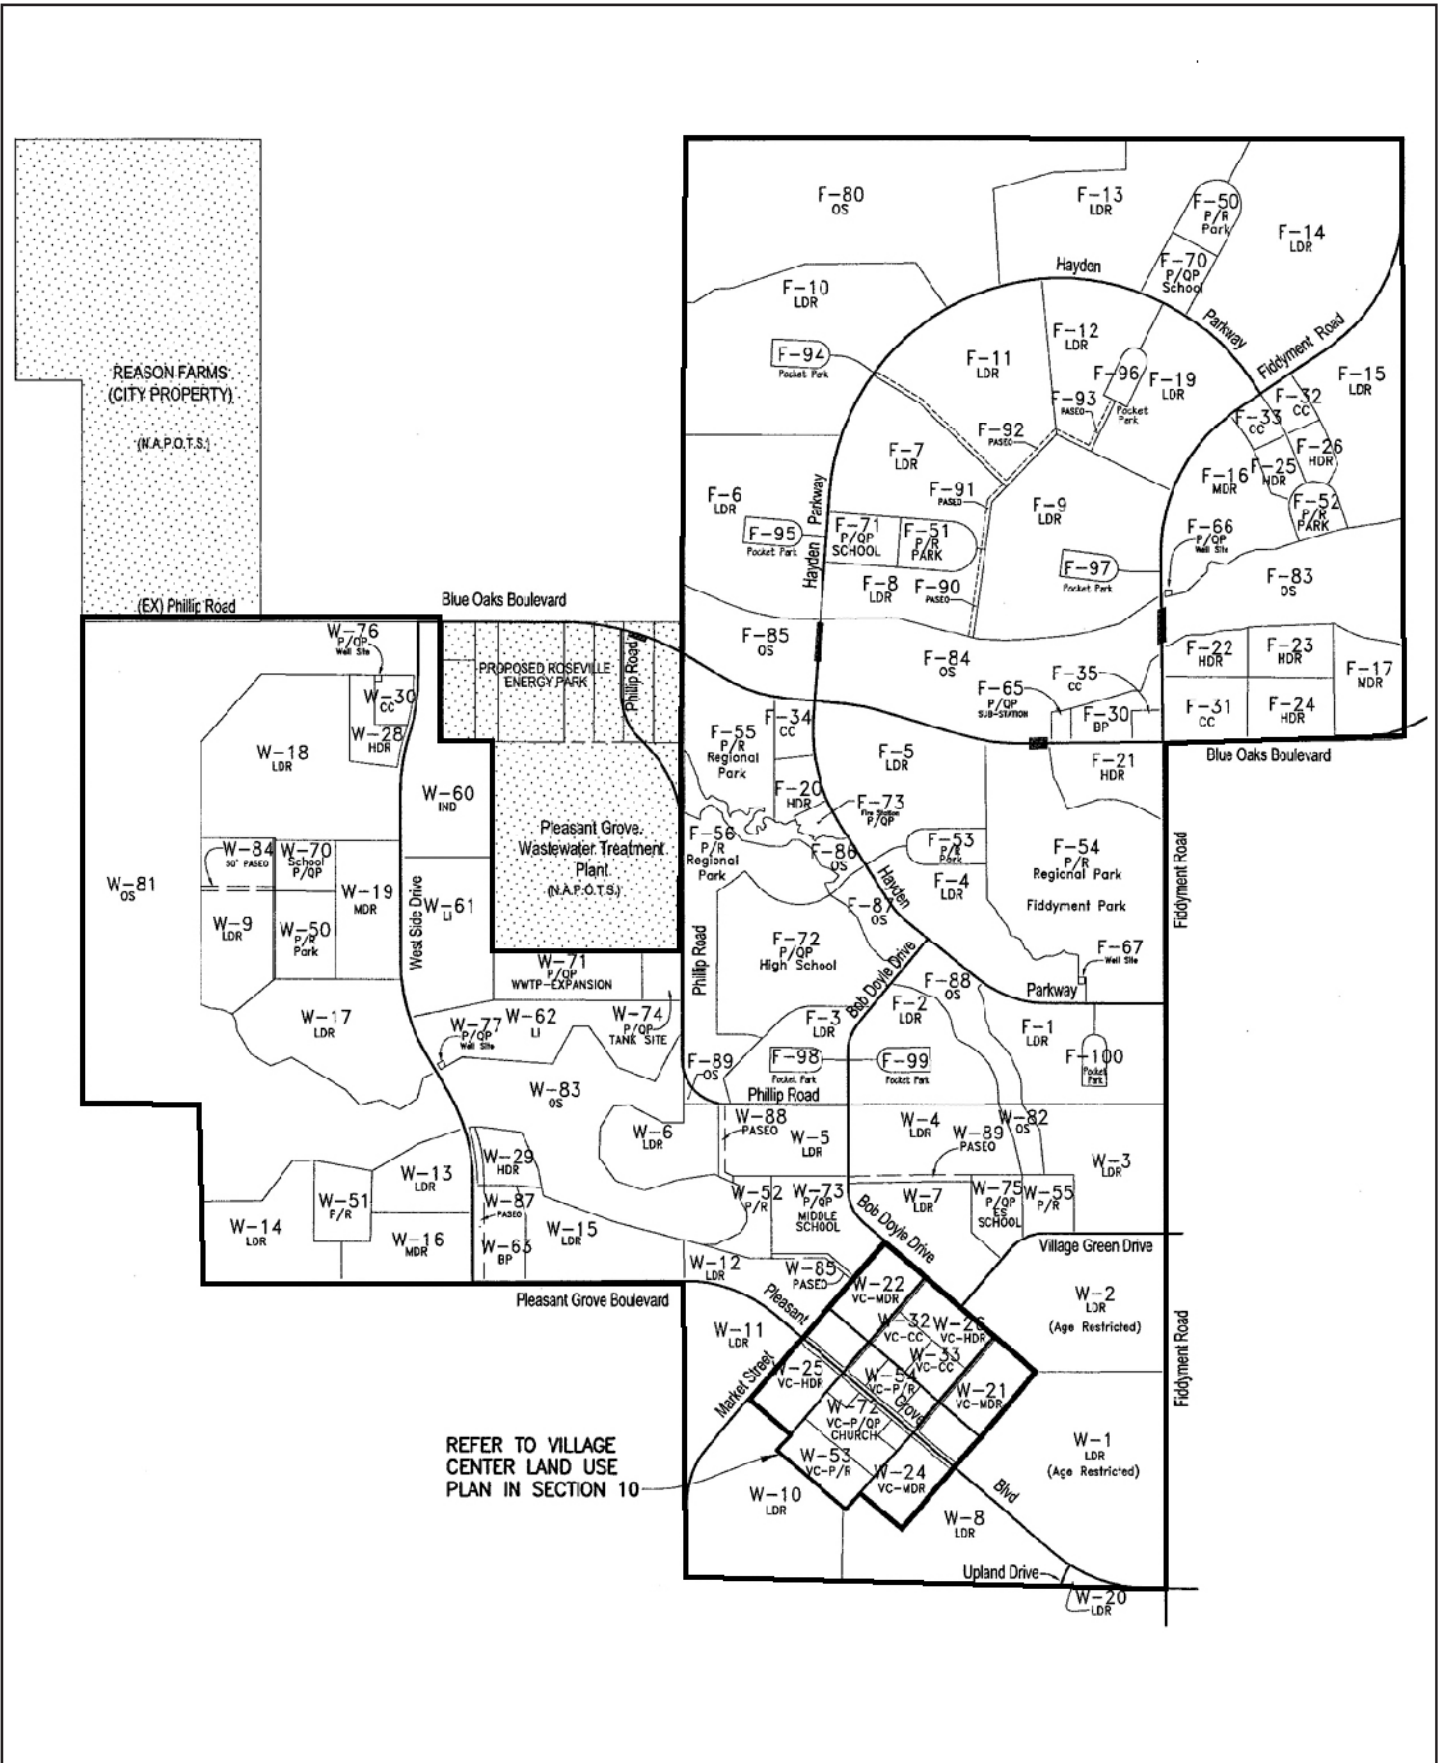 F-80
OS
F-13
LDR
F-50
P/R
Park
F-14
LDR
F-70
P/QP
School
Hayden
Parkway
Fiddyment Road
F-10
LDR
F-12
LDR
F-11
LDR
F-94
Pocket Park
F-96
Pocket
Park
F-19
LDR
F-93
PASEO
F-92
PASEO
F-15
LDR
F-32
CC
F-33
CC
F-26
HDR
F-25
HDR
F-16
MDR
F-52
P/R
PARK
REASON FARMS
(CITY PROPERTY)
(N.A.P.O.T.S.)
F-7
LDR
F-6
LDR
F-91
PASEO
F-9
LDR
Hayden Parkway
F-95
Pocket Park
F-71
P/QP
SCHOOL
F-51
P/R
PARK
F-66
P/QP
Well Site
F-97
Pocket Park
F-8
LDR
F-90
PASEO
F-83
OS
(EX) Phillip Road
Blue Oaks Boulevard
W-76
P/QP
Well Site
F-85
OS
F-84
OS
F-22
HDR
F-23
HDR
F-17
MDR
PROPOSED ROSEVILLE
ENERGY PARK
Phillip Road
F-35
CC
F-65
P/QP
SUB-STATION
F-30
BP
F-31
CC
F-24
HDR
W-30
CC
W-28
HDR
W-18
LDR
F-55
P/R
Regional
Park
F-34
CC
F-5
LDR
F-21
HDR
Blue Oaks Boulevard
W-60
IND
F-20
HDR
F-73
Fire Station
P/QP
Pleasant Grove
Wastewater Treatment
Plant
(N.A.P.O.T.S.)
F-56
P/R
Regional
Park
F-86
OS
F-53
P/R
Park
F-54
P/R
Regional Park
Fiddyment Park
Fiddyment Road
W-84
50' PASEO
W-70
School
P/QP
W-81
OS
W-19
MDR
West Side Drive
W-61
LI
F-4
LDR
Hayden
F-87
OS
W-9
LDR
W-50
P/R
Park
F-72
P/QP
High School
Phillip Road
Bob Doyle Drive
F-67
Well Site
W-71
P/QP
WWTP-EXPANSION
F-88
OS
Parkway
F-2
LDR
W-17
LDR
W-77
P/QP
Well Site
W-62
LI
W-74
P/QP
TANK SITE
F-3
LDR
F-1
LDR
F-89
OS
F-98
Pocket Park
F-99
Pocket Park
F-100
Pocket
Park
W-83
OS
Phillip Road
W-88
PASEO
W-6
LDR
W-5
LDR
W-4
LDR
W-89
PASEO
W-82
OS
W-3
LDR
W-29
HDR
W-13
LDR
W-51
P/R
W-87
PASEO
W-52
P/R
W-73
P/QP
MIDDLE
SCHOOL
W-7
LDR
W-75
P/QP
ES
SCHOOL
W-55
P/R
W-14
LDR
W-16
MDR
W-63
BP
W-15
LDR
Bob Doyle Drive
Village Green Drive
W-12
LDR
W-85
PASEO
Pleasant Grove Boulevard
Pleasant
W-22
VC-MDR
W-2
LDR
(Age Restricted)
W-11
LDR
W-32
VC-CC
W-26
VC-HDR
W-33
VC-CC
Fiddyment Road
Market Street
W-25
VC-HDR
W-54
VC-P/R
W-21
VC-MDR
Grove
W-72
VC-P/QP
CHURCH
REFER TO VILLAGE
CENTER LAND USE
PLAN IN SECTION 10
W-53
VC-P/R
W-24
VC-MDR
W-1
LDR
(Age Restricted)
Blvd
W-10
LDR
W-8
LDR
Upland Drive
W-20
LDR